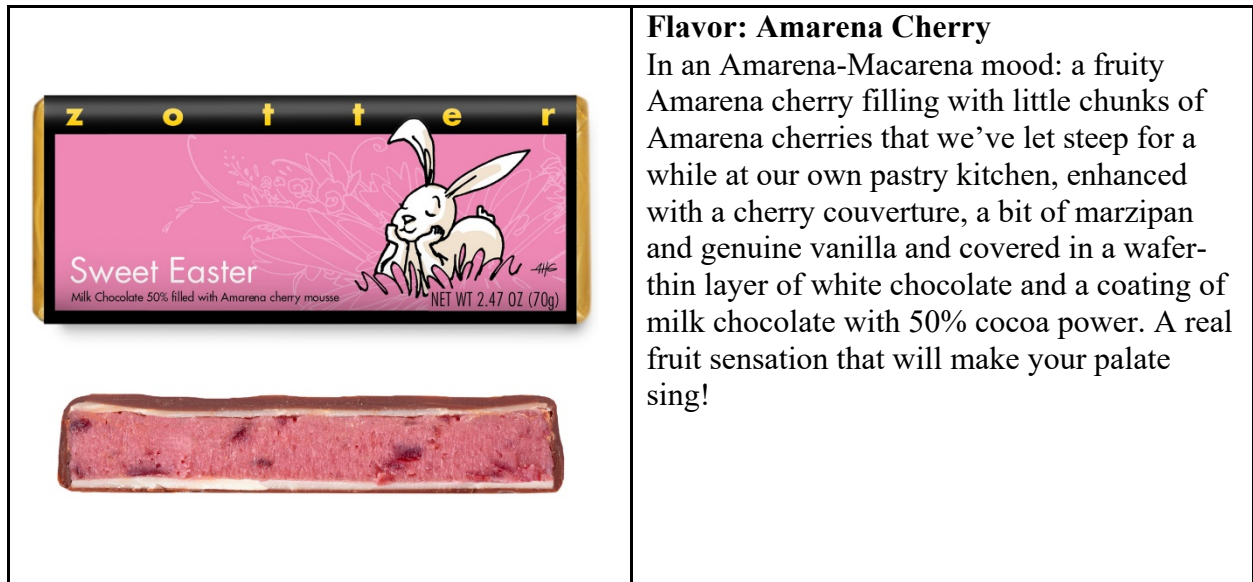 zotter
Sweet Easter
Milk Chocolate 50% filled with Amarena cherry mousse
NET WT 2.47 OZ (70g)
Flavor: Amarena Cherry
In an Amarena-Macarena mood: a fruity
Amarena cherry filling with little chunks of
Amarena cherries that we’ve let steep for a
while at our own pastry kitchen, enhanced
with a cherry couverture, a bit of marzipan
and genuine vanilla and covered in a wafer-
thin layer of white chocolate and a coating of
milk chocolate with 50% cocoa power. A real
fruit sensation that will make your palate
sing!